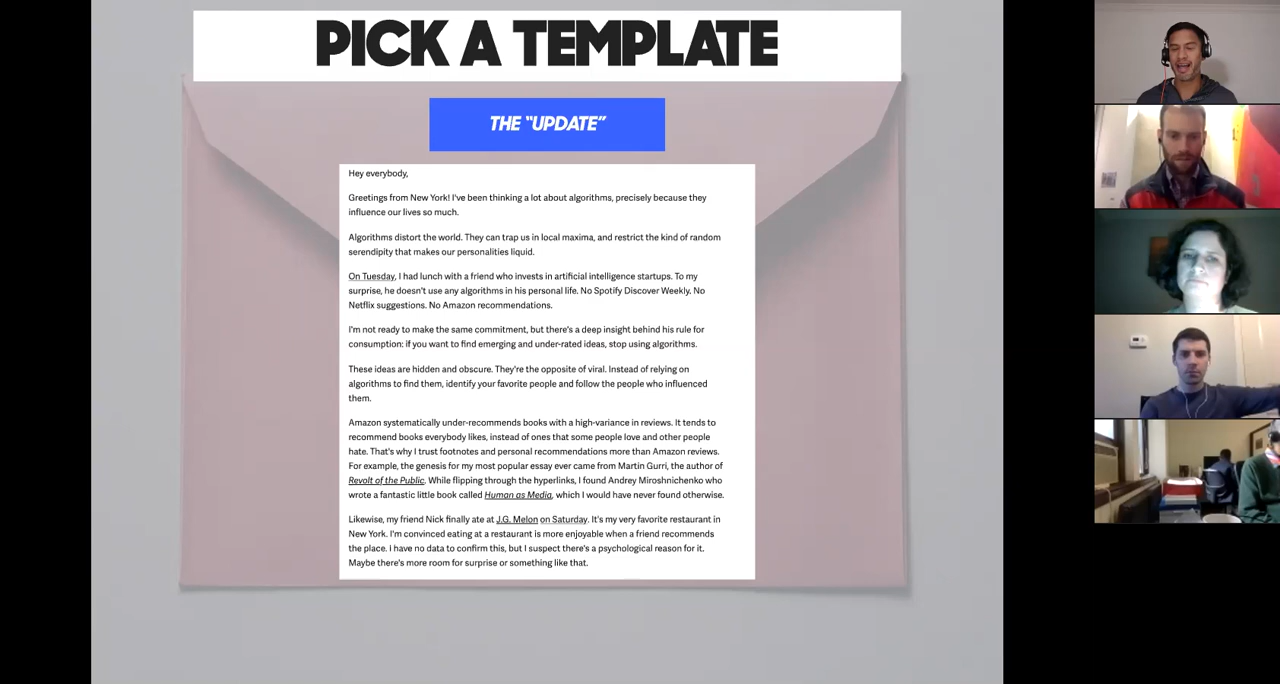 PICK A TEMPLATE
THE "UPDATE"
Hey everybody,
Greetings from New York! I've been thinking a lot about algorithms, precisely because they
influence our lives so much.
Algorithms distort the world. They can trap us in local maxima, and restrict the kind of random
serendipity that makes our personalities liquid.
On Tuesday, I had lunch with a friend who invests in artificial intelligence startups. To my
surprise, he doesn't use any algorithms in his personal life. No Spotify Discover Weekly. No
Netflix suggestions. No Amazon recommendations.
I'm not ready to make the same commitment, but there's a deep insight behind his rule for
consumption: if you want to find emerging and under-rated ideas, stop using algorithms.
These ideas are hidden and obscure. They're the opposite of viral. Instead of relying on
algorithms to find them, identify your favorite people and follow the people who influenced
them.
Amazon systematically under-recommends books with a high-variance in reviews. It tends to
recommend books everybody likes, instead of ones that some people love and other people
hate. That's why I trust footnotes and personal recommendations more than Amazon reviews.
For example, the genesis for my most popular essay ever came from Martin Gurri, the author of
Revolt of the Public. While flipping through the hyperlinks, I found Andrey Miroshnichenko who
wrote a fantastic little book called Human as Media, which I would have never found otherwise.
Likewise, my friend Nick finally ate at J.G. Melon on Saturday. It's my very favorite restaurant in
New York. I'm convinced eating at a restaurant is more enjoyable when a friend recommends
the place. I have no data to confirm this, but I suspect there's a psychological reason for it.
Maybe there's more room for surprise or something like that.